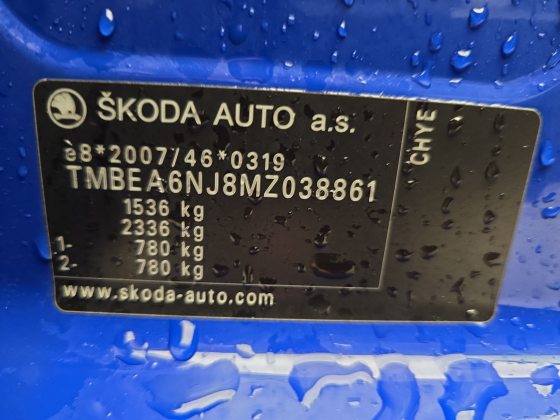 ŠKODA AUTO a.s.
e8*2007/46*0319
TMBEA6NJ8MZ038861
1536 kg
2336 kg
1- 780 kg
2- 780 kg
www.skoda-auto.com
CHYE